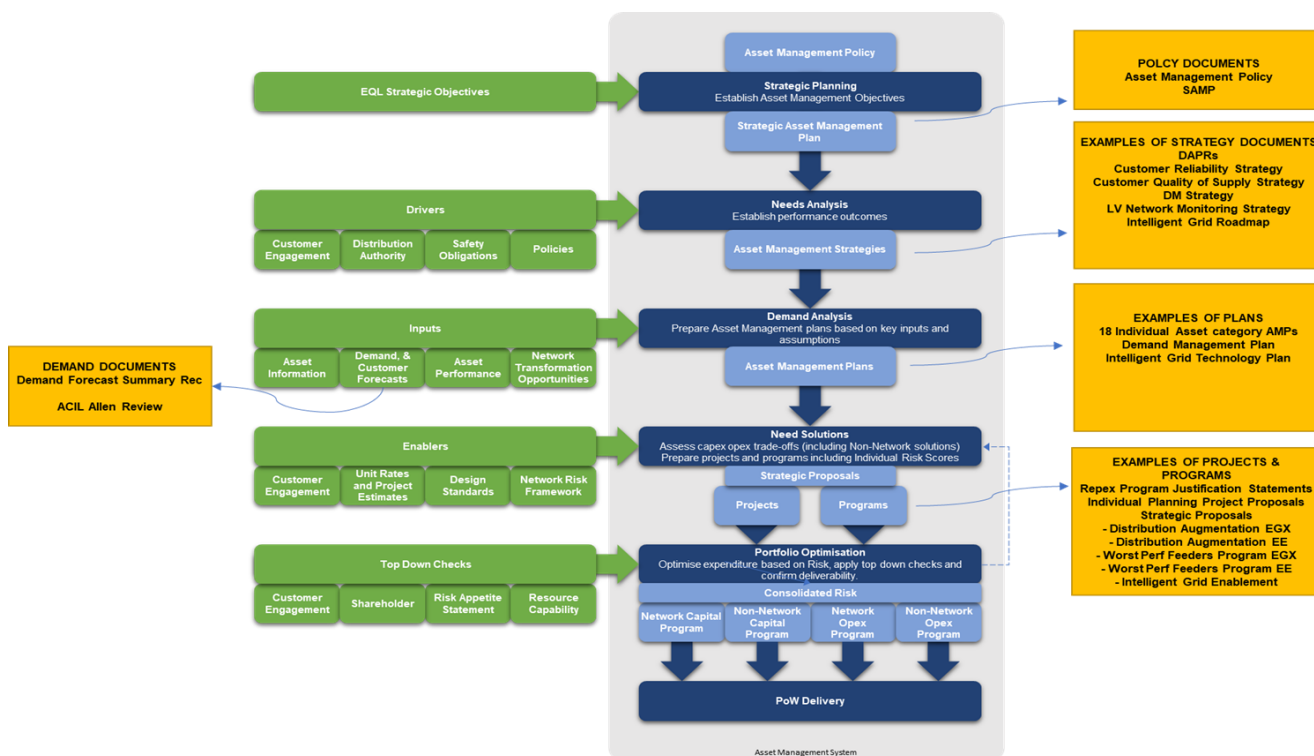 Asset Management Policy
EQL Strategic Objectives
Strategic Planning
Establish Asset Management Objectives
Strategic Asset Management
Plan
POLCY DOCUMENTS
Asset Management Policy
SAMP
Drivers
Customer
Engagement
Distribution
Authority
Safety
Obligations
Policies
Needs Analysis
Establish performance outcomes
Asset Management Strategies
EXAMPLES OF STRATEGY DOCUMENTS
DAPRs
Customer Reliability Strategy
Customer Quality of Supply Strategy
DM Strategy
LV Network Monitoring Strategy
Intelligent Grid Roadmap
Inputs
Asset
Information
Demand, &
Customer
Forecasts
Asset
Performance
Network
Transformation
Opportunities
DEMAND DOCUMENTS
Demand Forecast Summary Rec
ACIL Allen Review
Demand Analysis
Prepare Asset Management plans based on key inputs and
assumptions
Asset Management Plans
EXAMPLES OF PLANS
18 Individual Asset category AMPs
Demand Management Plan
Intelligent Grid Technology Plan
Enablers
Customer
Engagement
Unit Rates
and Project
Estimates
Design
Standards
Network Risk
Framework
Need Solutions
Assess capex opex trade-offs (including Non-Network solutions)
Prepare projects and programs including Individual Risk Scores
Strategic Proposals
Projects
Programs
EXAMPLES OF PROJECTS &
PROGRAMS
Repex Program Justification Statements
Individual Planning Project Proposals
Strategic Proposals
- Distribution Augmentation EGX
- Distribution Augmentation EE
- Worst Perf Feeders Program EGX
- Worst Perf Feeders Program EE
- Intelligent Grid Enablement
Top Down Checks
Customer
Engagement
Shareholder
Risk Appetite
Statement
Resource
Capability
Portfolio Optimisation
Optimise expenditure based on Risk, apply top down checks and
confirm deliverability.
Consolidated Risk
Network Capital
Program
Non-Network
Capital
Program
Network
Opex
Program
Non-Network
Opex
Program
PoW Delivery
Asset Management System